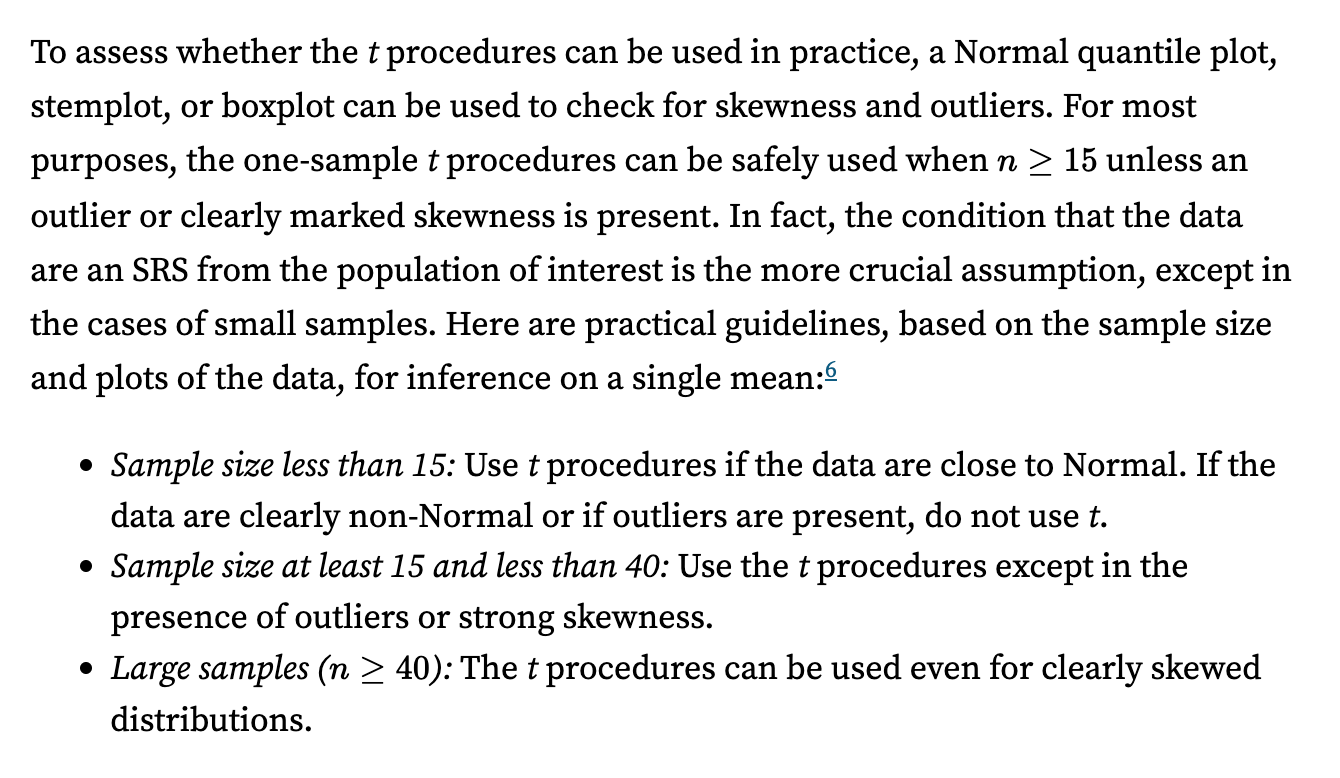 To assess whether the t procedures can be used in practice, a Normal quantile plot,
stemplot, or boxplot can be used to check for skewness and outliers. For most
purposes, the one-sample t procedures can be safely used when n ≥ 15 unless an
outlier or clearly marked skewness is present. In fact, the condition that the data
are an SRS from the population of interest is the more crucial assumption, except in
the cases of small samples. Here are practical guidelines, based on the sample size
and plots of the data, for inference on a single mean:6
• Sample size less than 15: Use t procedures if the data are close to Normal. If the
data are clearly non-Normal or if outliers are present, do not use t.
• Sample size at least 15 and less than 40: Use the t procedures except in the
presence of outliers or strong skewness.
• Large samples (n ≥ 40): The t procedures can be used even for clearly skewed
distributions.